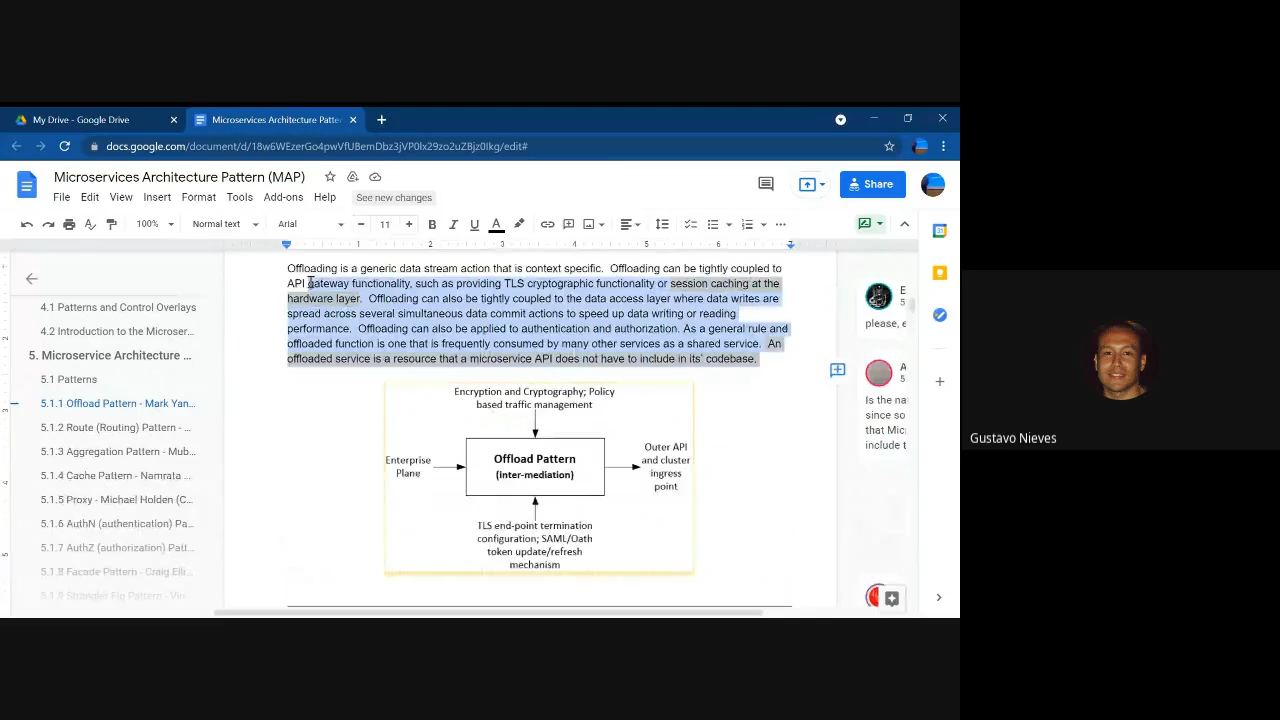 My Drive - Google Drive
Microservices Architecture Patte
docs.google.com/document/d/18w6WEzerGo4pwVfUBemDbz3jVP0lx29zo2uZBjz0Ikg/edit#
Microservices Architecture Pattern (MAP)
File Edit View Insert Format Tools Add-ons Help See new changes
Share
100% Normal text Arial 11
4.1 Patterns and Control Overlays
4.2 Introduction to the Microser...
5. Microservice Architecture ...
5.1 Patterns
5.1.1 Offload Pattern - Mark Yan...
5.1.2 Route (Routing) Pattern - ...
5.1.3 Aggregation Pattern - Mub...
5.1.4 Cache Pattern - Namrata ...
5.1.5 Proxy - Michael Holden (C...
5.1.6 AuthN (authentication) Pa...
5.1.7 AuthZ (authorization) Patt...
5.1.8 Facade Pattern - Craig Elli...
5.1.9 Strangler Fig Pattern - Vin...
Offloading is a generic data stream action that is context specific. Offloading can be tightly coupled to
API gateway functionality, such as providing TLS cryptographic functionality or session caching at the
hardware layer. Offloading can also be tightly coupled to the data access layer where data writes are
spread across several simultaneous data commit actions to speed up data writing or reading
performance. Offloading can also be applied to authentication and authorization. As a general rule and
offloaded function is one that is frequently consumed by many other services as a shared service. An
offloaded service is a resource that a microservice API does not have to include in its' codebase.
Encryption and Cryptography; Policy
based traffic management
Enterprise
Plane
Offload Pattern
(inter-mediation)
Outer API
and cluster
ingress
point
TLS end-point termination
configuration; SAML/Oath
token update/refresh
mechanism
E
please, e
A
5
Is the na
since so
that Mic
include t
Gustavo Nieves